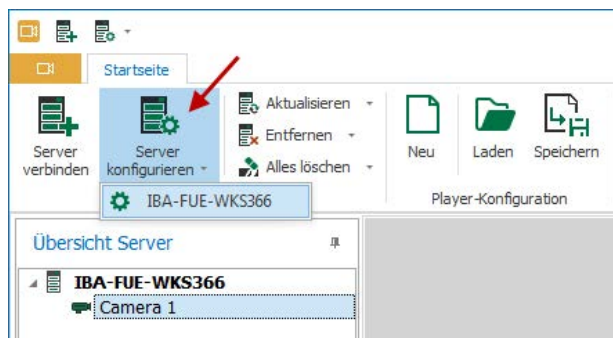 Startseite
Server verbinden
Server konfigurieren
Aktualisieren
Entfernen
Alles löschen
Neu
Laden
Speichern
Player-Konfiguration
IBA-FUE-WKS366
Übersicht Server
IBA-FUE-WKS366
Camera 1